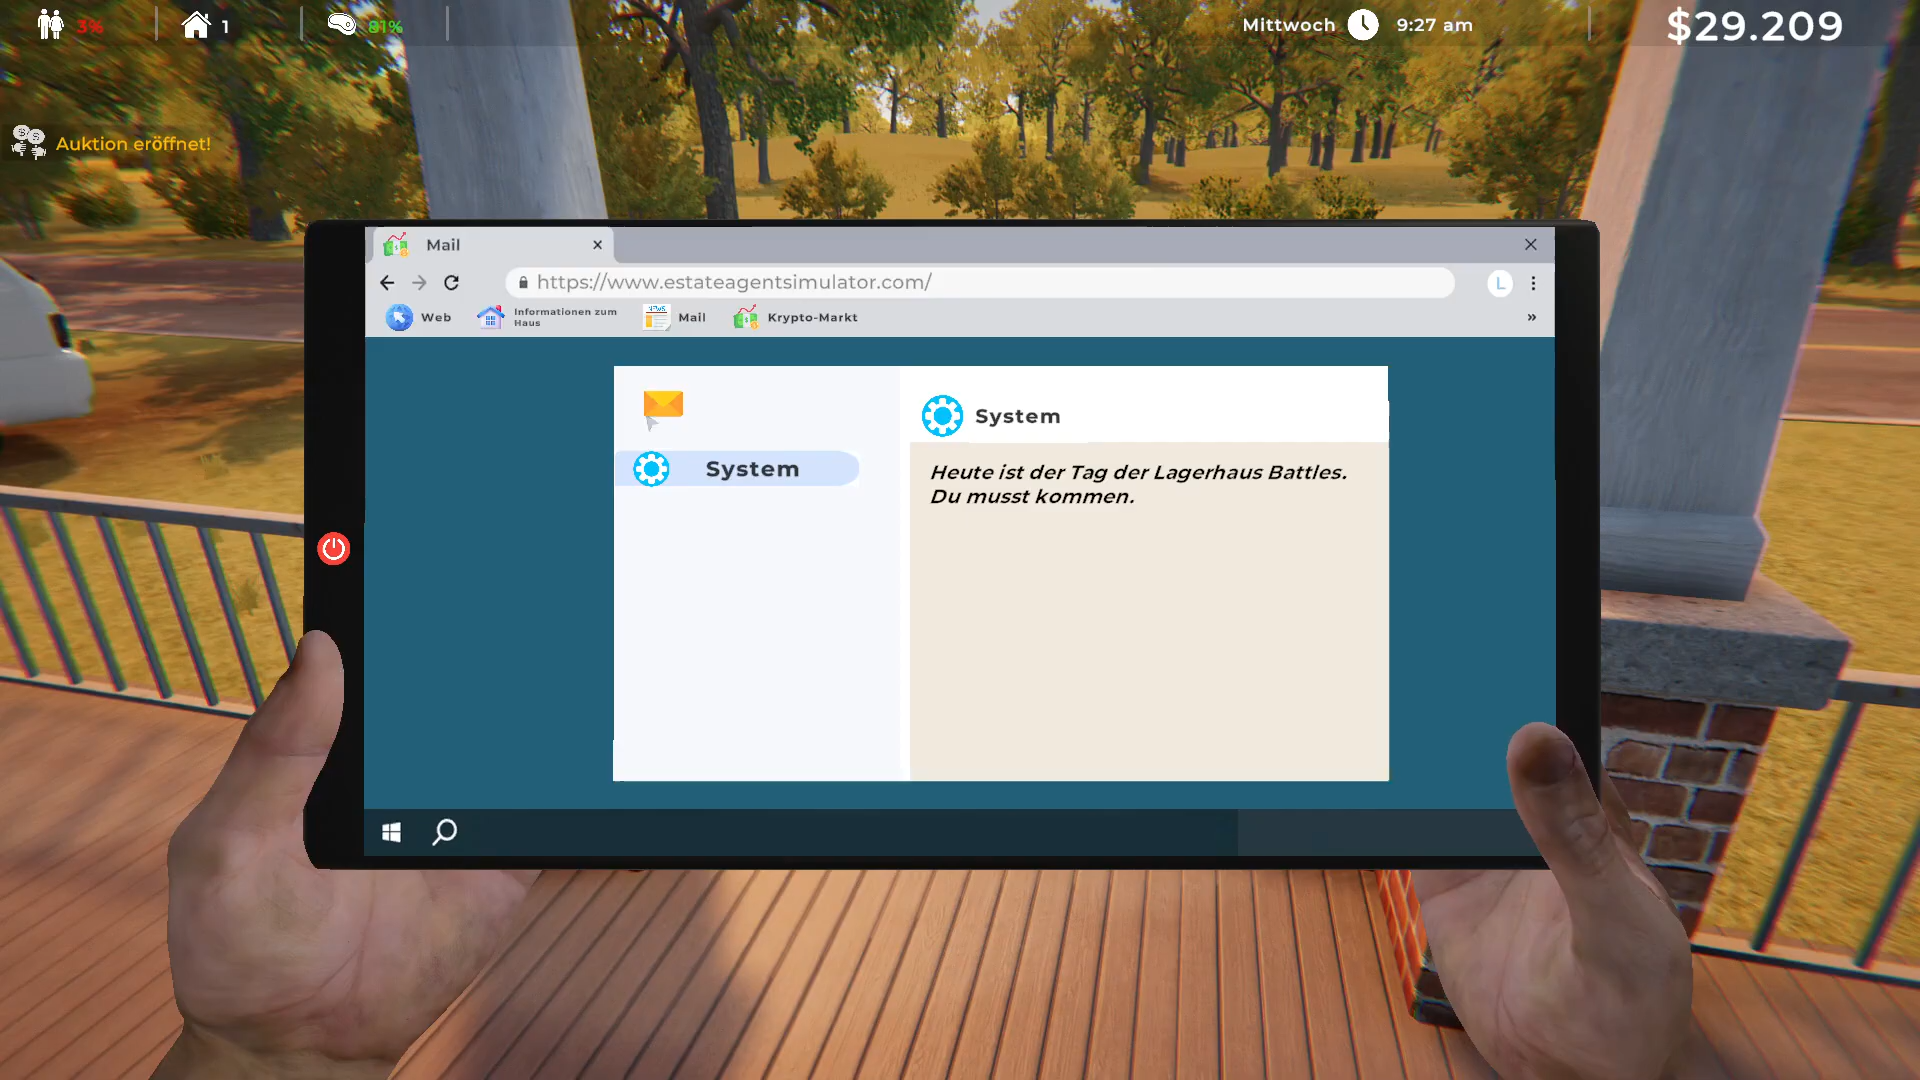 3%
1
81%
Mittwoch
9:27 am
$29.209
Auktion eröffnet!
Mail
https://www.estateagentsimulator.com/
L
Web
Informationen zum
Haus
NEWS
Mail
Krypto-Markt
System
System
Heute ist der Tag der Lagerhaus Battles.
Du musst kommen.